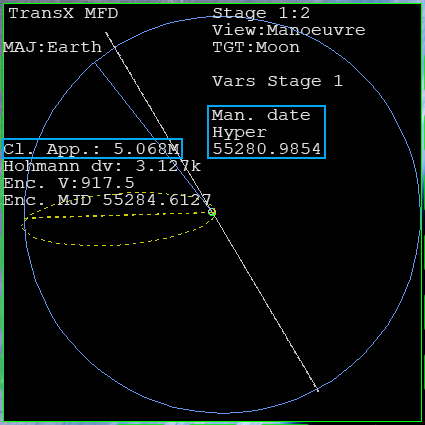 TransX MFD Stage 1:2
View:Manoeuvre
MAJ:Earth TGT:Moon
Vars Stage 1
Man. date
Hyper
Cl. App.: 5.068M 55280.9854
Hohmann dv: 3.127k
Enc. V:917.5
Enc. MJD 55284.6127